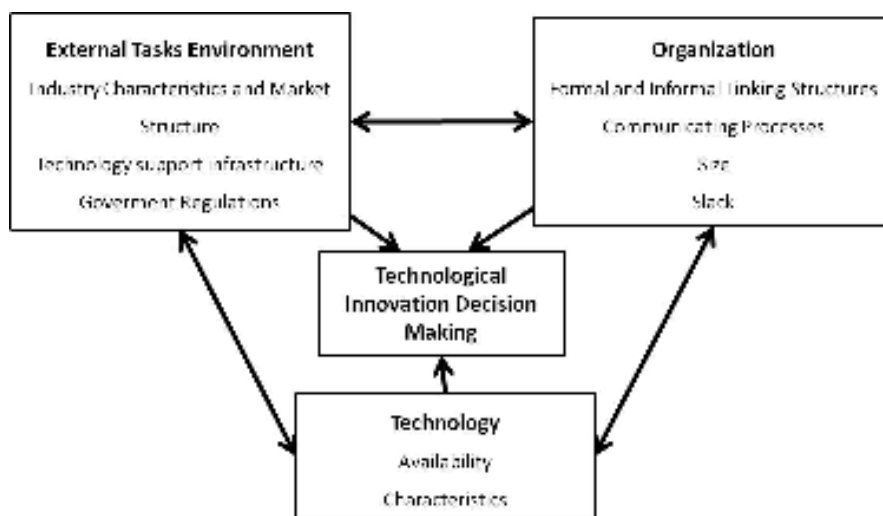 External Tasks Environment
Industry Characteristics and Market
Structure
Technology support infrastructure
Goverment Regulations
Organization
Formal and Informal Linking Structures
Communicating Processes
Size
Slack
Technological
Innovation Decision
Making
Technology
Availability
Characteristics